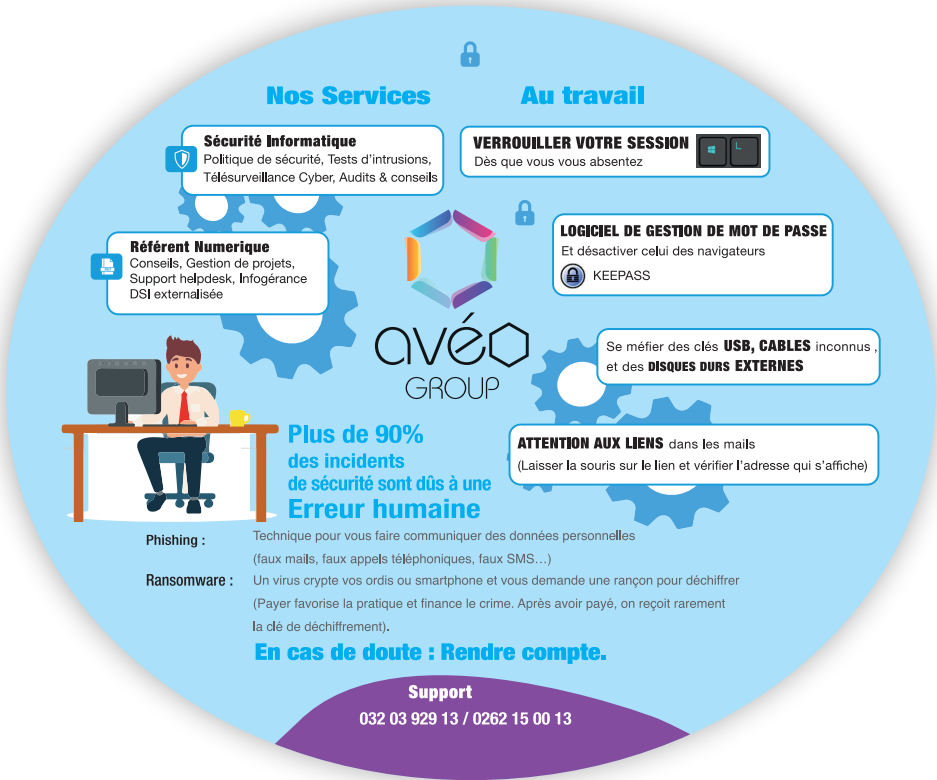 Nos Services
Sécurité Informatique
Politique de sécurité, Tests d'intrusions,
Télésurveillance Cyber, Audits & conseils
Référent Numerique
Conseils, Gestion de projets,
Support helpdesk, Infogérance
DSI externalisée
Au travail
VERROUILLER VOTRE SESSION
Dès que vous vous absentez
L
LOGICIEL DE GESTION DE MOT DE PASSE
Et désactiver celui des navigateurs
KEEPASS
Se méfier des clés USB, CABLES inconnus ,
et des DISQUES DURS EXTERNES
ATTENTION AUX LIENS dans les mails
(Laisser la souris sur le lien et vérifier l'adresse qui s'affiche)
avéo
GROUP
Plus de 90%
des incidents
de sécurité sont dûs à une
Erreur humaine
Phishing : Technique pour vous faire communiquer des données personnelles
(faux mails, faux appels téléphoniques, faux SMS…)
Ransomware : Un virus crypte vos ordis ou smartphone et vous demande une rançon pour déchiffrer
(Payer favorise la pratique et finance le crime. Après avoir payé, on reçoit rarement
la clé de déchiffrement).
En cas de doute : Rendre compte.
Support
032 03 929 13 / 0262 15 00 13